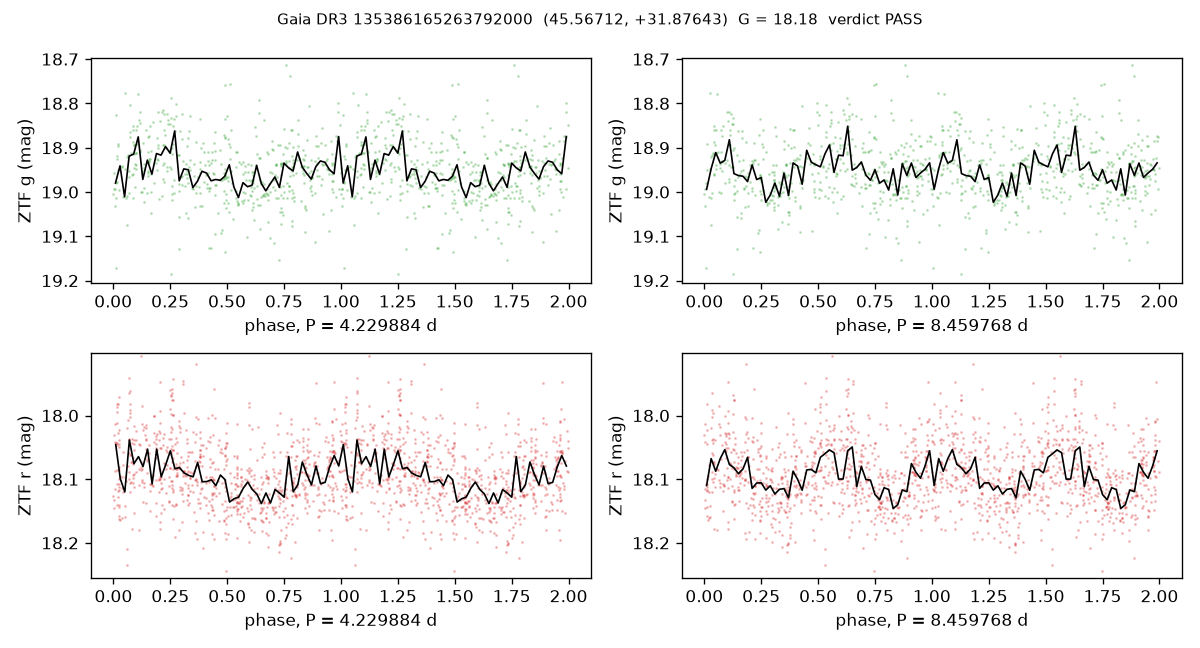 Gaia DR3 135386165263792000  (45.56712, +31.87643)  G = 18.18  verdict PASS
ZTF g (mag)
18.7
18.8
18.9
19.0
19.1
19.2
0.00 0.25 0.50 0.75 1.00 1.25 1.50 1.75 2.00
phase, P = 4.229884 d
ZTF g (mag)
18.7
18.8
18.9
19.0
19.1
19.2
0.00 0.25 0.50 0.75 1.00 1.25 1.50 1.75 2.00
phase, P = 8.459768 d
ZTF r (mag)
18.0
18.1
18.2
0.00 0.25 0.50 0.75 1.00 1.25 1.50 1.75 2.00
phase, P = 4.229884 d
ZTF r (mag)
18.0
18.1
18.2
0.00 0.25 0.50 0.75 1.00 1.25 1.50 1.75 2.00
phase, P = 8.459768 d